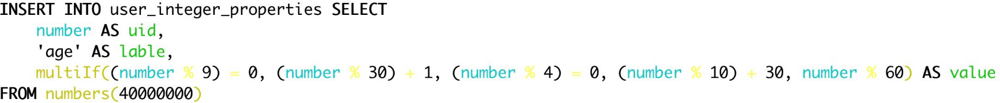 INSERT INTO user_integer_properties SELECT
    number AS uid,
    'age' AS lable,
    multiIf((number % 9) = 0, (number % 30) + 1, (number % 4) = 0, (number % 10) + 30, number % 60) AS value
FROM numbers(40000000)